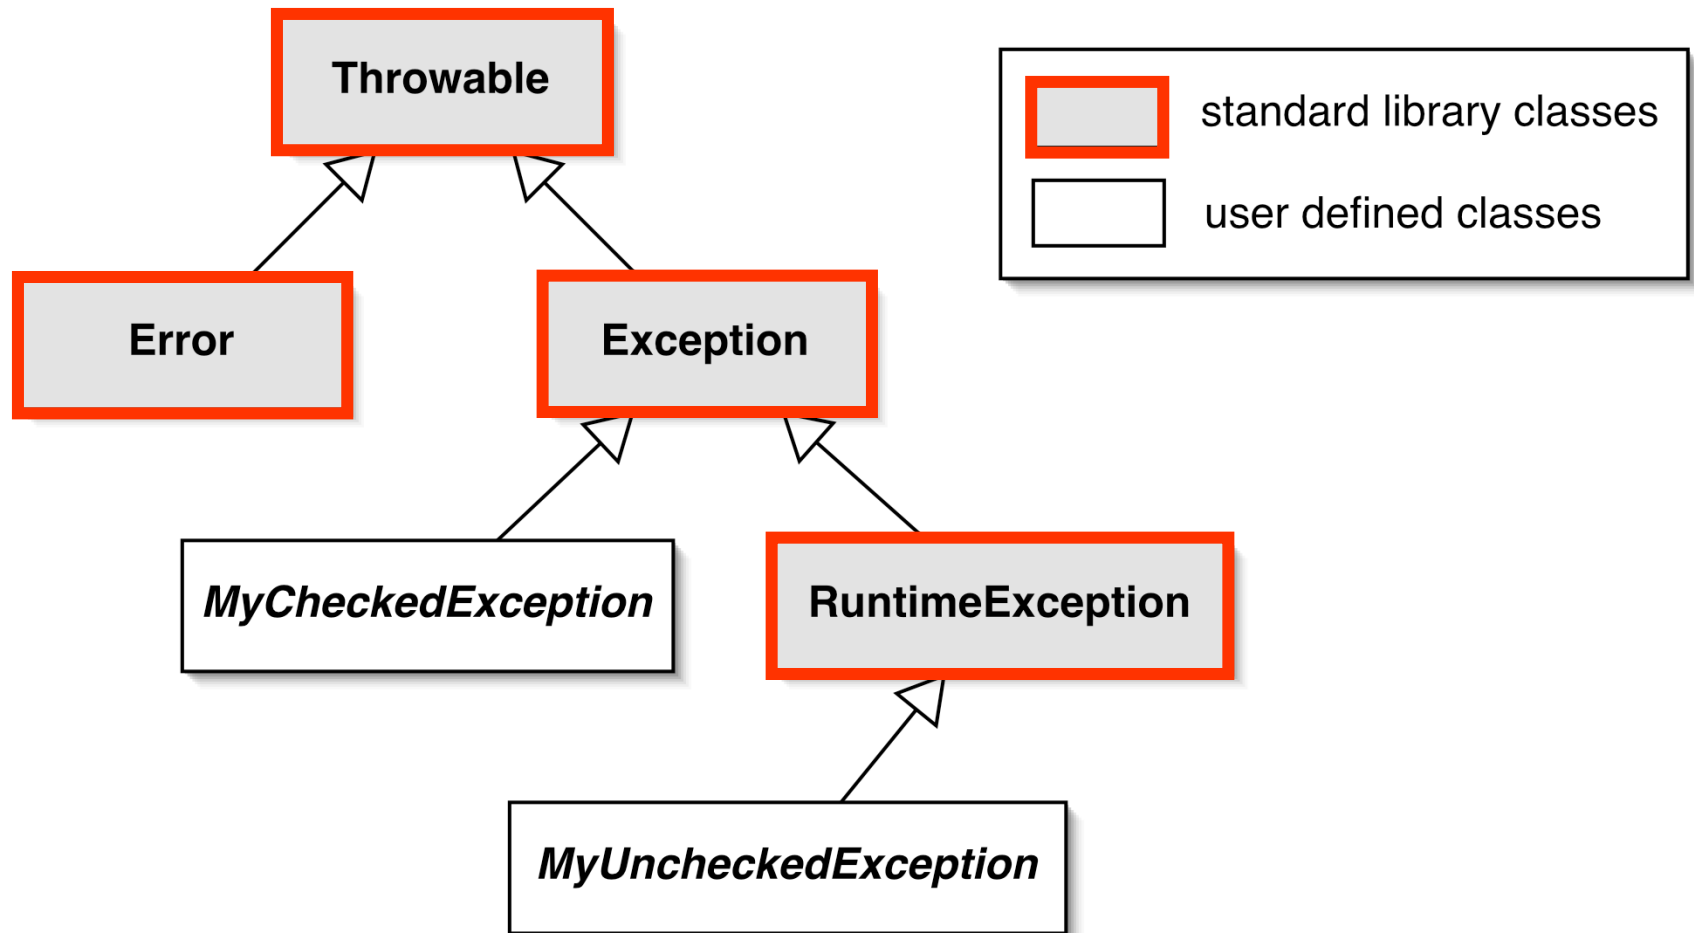 Throwable
standard library classes
user defined classes
Error
Exception
MyCheckedException
RuntimeException
MyUncheckedException